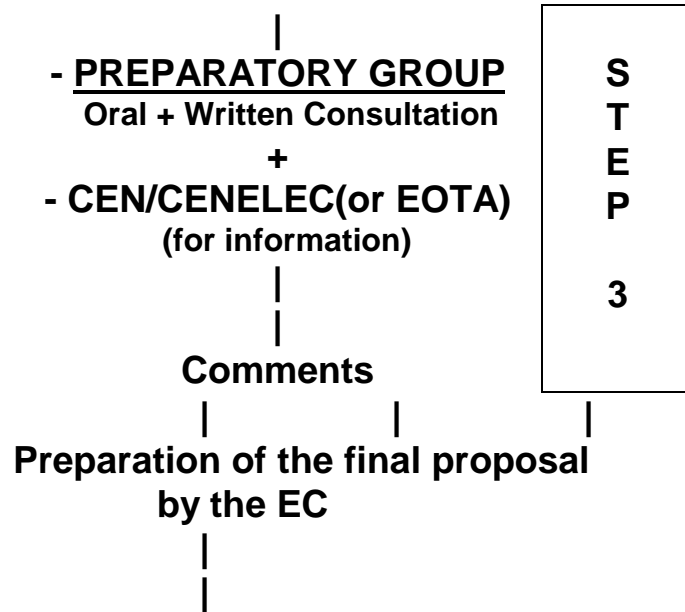 - PREPARATORY GROUP
Oral + Written Consultation
+
- CEN/CENELEC(or EOTA)
(for information)
Comments
Preparation of the final proposal
by the EC
S
T
E
P
3